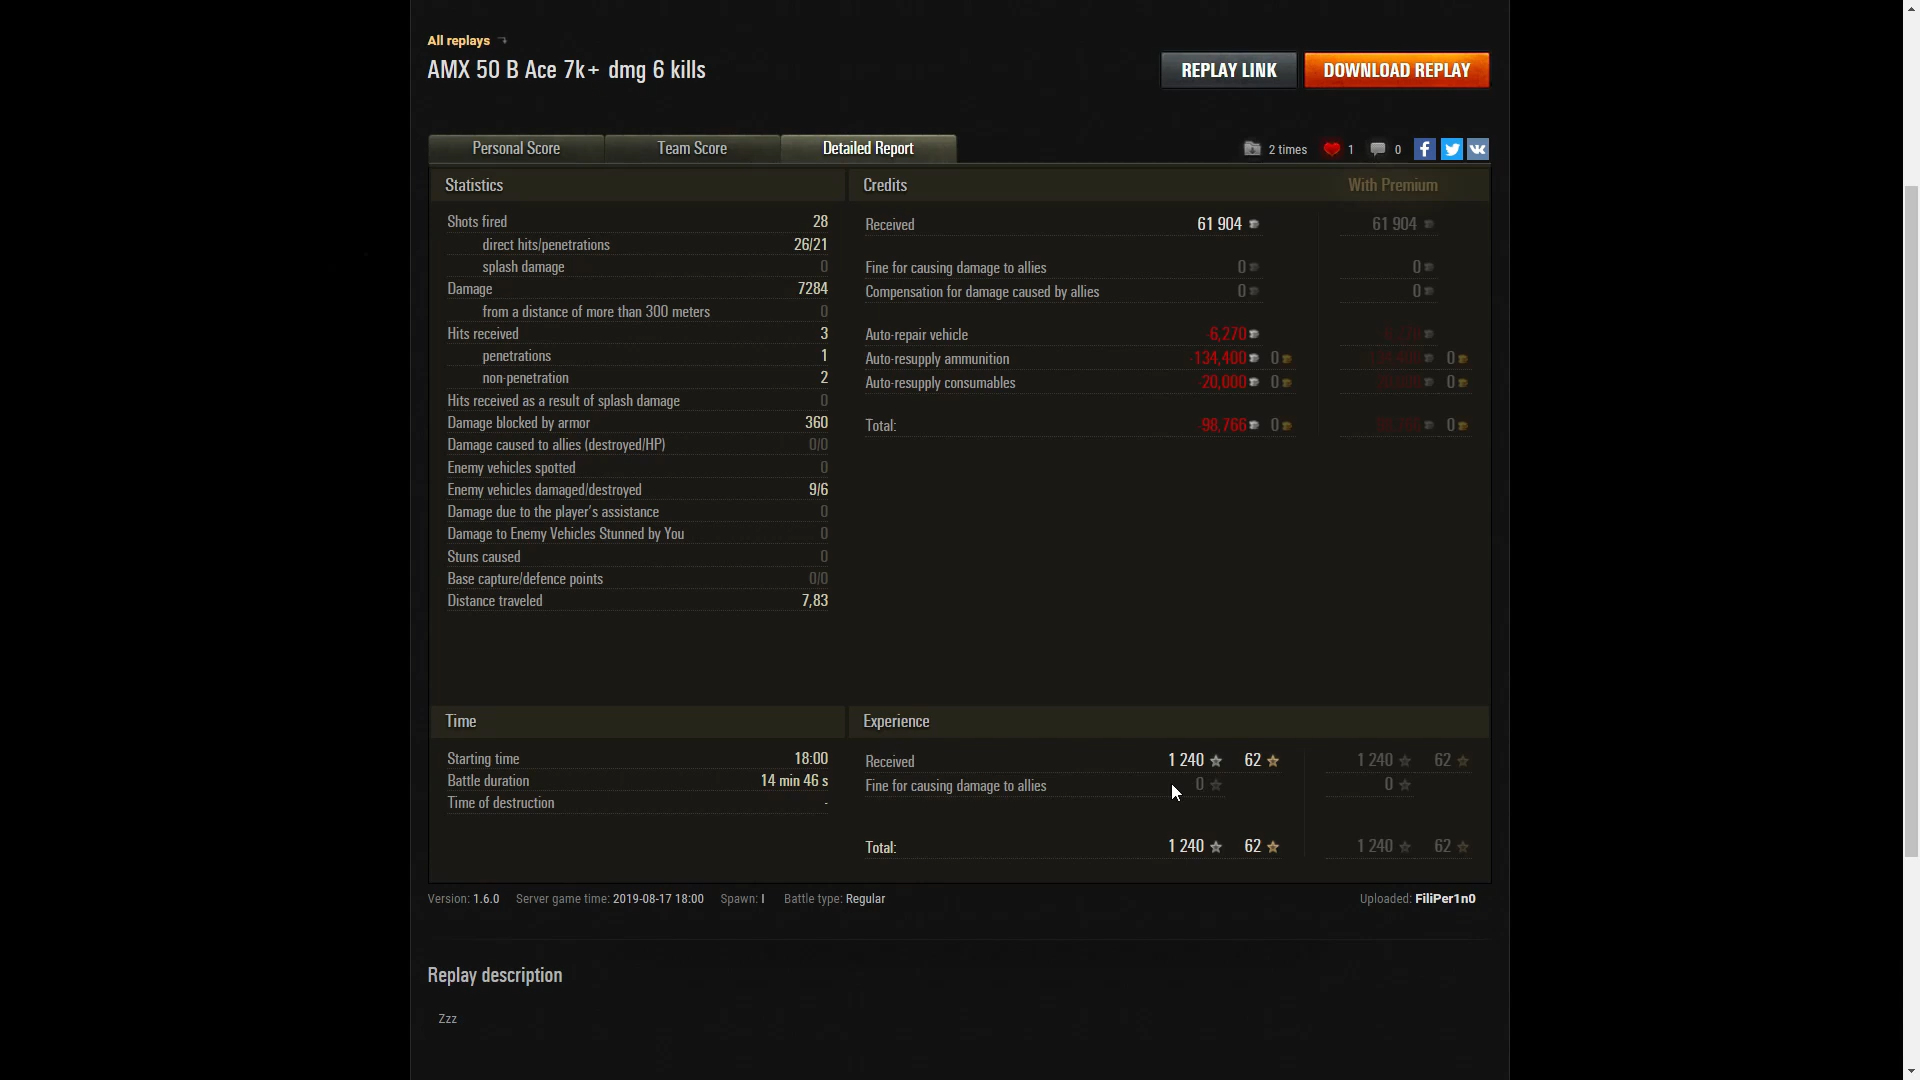 All replays
AMX 50 B Ace 7k+ dmg 6 kills
REPLAY LINK
DOWNLOAD REPLAY
Personal Score
Team Score
Detailed Report
2 times
1
0
Statistics
Shots fired 28
direct hits/penetrations 26/21
splash damage 0
Damage 7284
from a distance of more than 300 meters 0
Hits received 3
penetrations 1
non-penetration 2
Hits received as a result of splash damage 0
Damage blocked by armor 360
Damage caused to allies (destroyed/HP) 0/0
Enemy vehicles spotted 0
Enemy vehicles damaged/destroyed 9/6
Damage due to the player's assistance 0
Damage to Enemy Vehicles Stunned by You 0
Stuns caused 0
Base capture/defence points 0/0
Distance traveled 7,83
Credits With Premium
Received 61 904 61 904
Fine for causing damage to allies 0 0
Compensation for damage caused by allies 0 0
Auto-repair vehicle -6,270
Auto-resupply ammunition -134,400 0 0
Auto-resupply consumables -20,000 0 0
Total: -98,766 0 0
Time
Starting time 18:00
Battle duration 14 min 46 s
Time of destruction -
Experience
Received 1 240 62 1 240 62
Fine for causing damage to allies 0 0
Total: 1 240 62 1 240 62
Version: 1.6.0 Server game time: 2019-08-17 18:00 Spawn: I Battle type: Regular Uploaded: FiliPer1n0
Replay description
Zzz